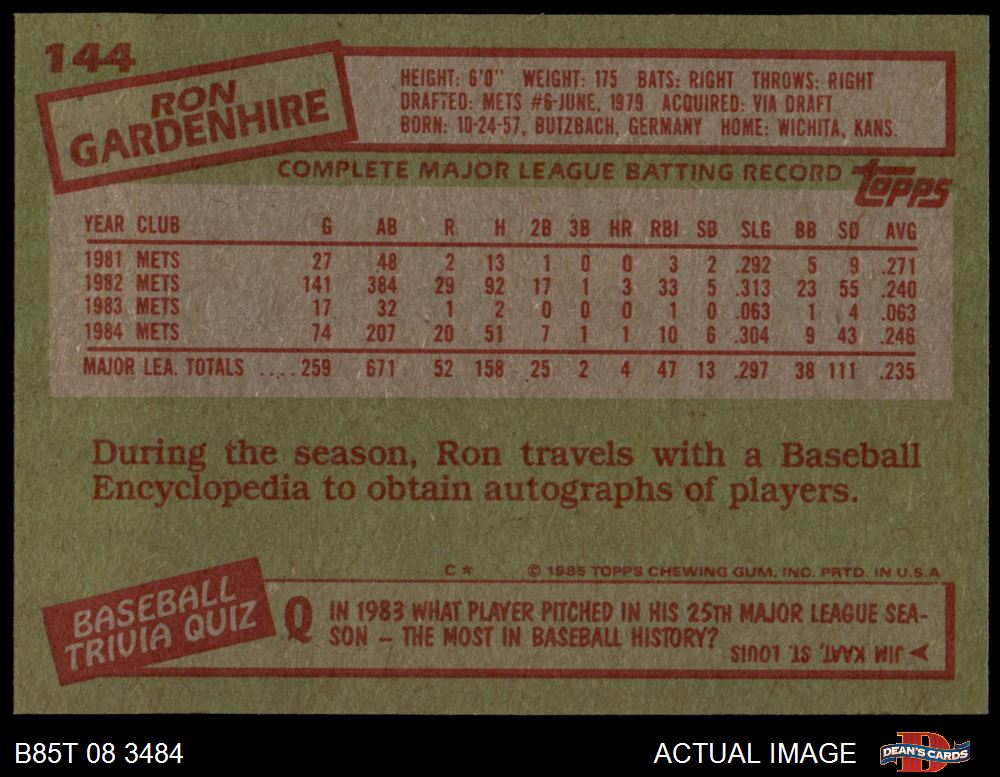 144
RON
GARDENHIRE
HEIGHT: 6'0" WEIGHT: 175 BATS: RIGHT THROWS: RIGHT
DRAFTED: METS #6-JUNE, 1979 ACQUIRED: VIA DRAFT
BORN: 10-24-57, BUTZBACH, GERMANY HOME: WICHITA, KANS.
COMPLETE MAJOR LEAGUE BATTING RECORD
TOPPS
YEAR CLUB G AB R H 2B 3B HR RBI SB SLG BB SO AVG
1981 METS 27 48 2 13 1 0 0 3 2 .292 5 9 .271
1982 METS 141 384 29 92 17 1 3 33 5 .313 23 55 .240
1983 METS 17 32 1 2 0 0 0 1 0 .063 1 4 .063
1984 METS 74 207 20 51 7 1 1 10 6 .304 9 43 .246
MAJOR LEA. TOTALS ....259 671 52 158 25 2 4 47 13 .297 38 111 .235
During the season, Ron travels with a Baseball
Encyclopedia to obtain autographs of players.
C* © 1985 TOPPS CHEWING GUM, INC. PRTD. IN U.S.A
BASEBALL
TRIVIA QUIZ
Q IN 1983 WHAT PLAYER PITCHED IN HIS 25TH MAJOR LEAGUE SEA-
SON – THE MOST IN BASEBALL HISTORY?
JIM KAAT, ST. LOUIS
B85T 08 3484
ACTUAL IMAGE
D
DEAN'S CARDS